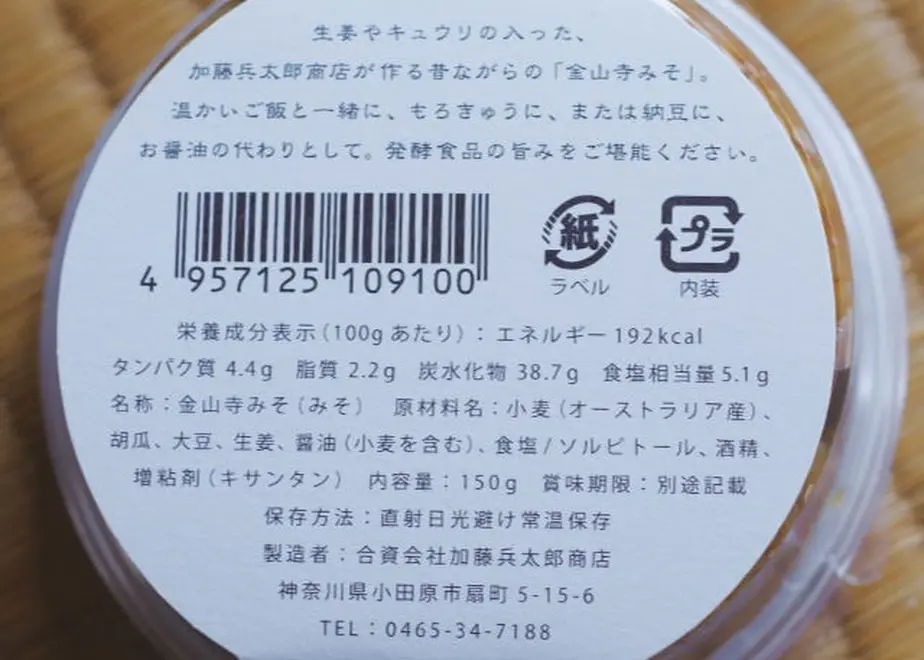 生姜やキュウリの入った、
加藤兵太郎商店が作る昔ながらの「金山寺みそ」。
温かいご飯と一緒に、もろきゅうに、または納豆に、
お醤油の代わりとして。発酵食品の旨みをご堪能ください。
4 957125 109100
紙
ラベル
プラ
内装
栄養成分表示(100gあたり):エネルギー192kcal
タンパク質 4.4g 脂質 2.2g 炭水化物 38.7g 食塩相当量5.1g
名称:金山寺みそ(みそ) 原材料名:小麦(オーストラリア産)、
胡瓜、大豆、生姜、醤油(小麦を含む)、食塩/ソルビトール、酒精、
増粘剤(キサンタン) 内容量:150g 賞味期限:別途記載
保存方法:直射日光避け常温保存
製造者:合資会社加藤兵太郎商店
神奈川県小田原市扇町 5-15-6
TEL:0465-34-7188